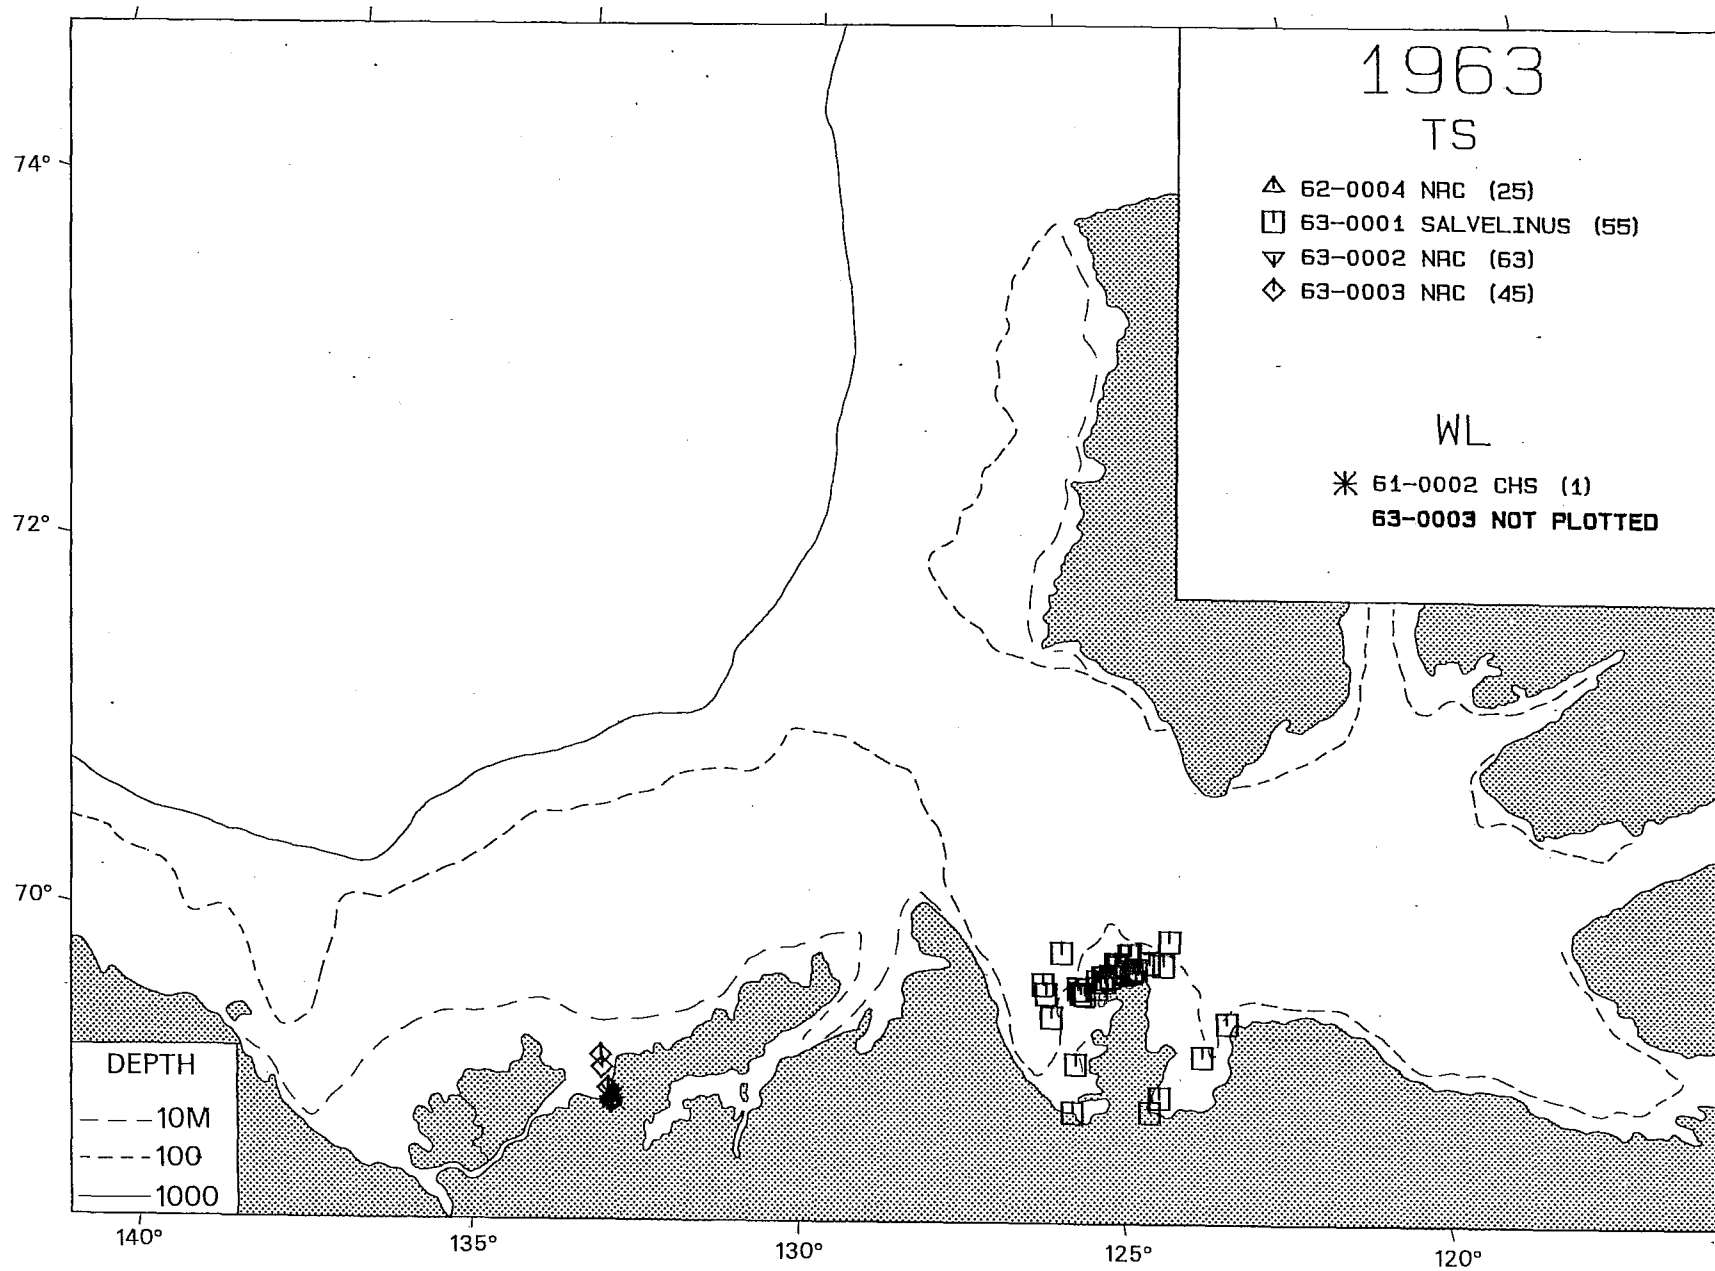 1963
TS
62-0004 NRC (25)
63-0001 SALVELINUS (55)
63-0002 NRC (63)
63-0003 NRC (45)
WL
61-0002 CHS (1)
63-0003 NOT PLOTTED
74°
72°
70°
DEPTH
10M
100
1000
140°
135°
130°
125°
120°